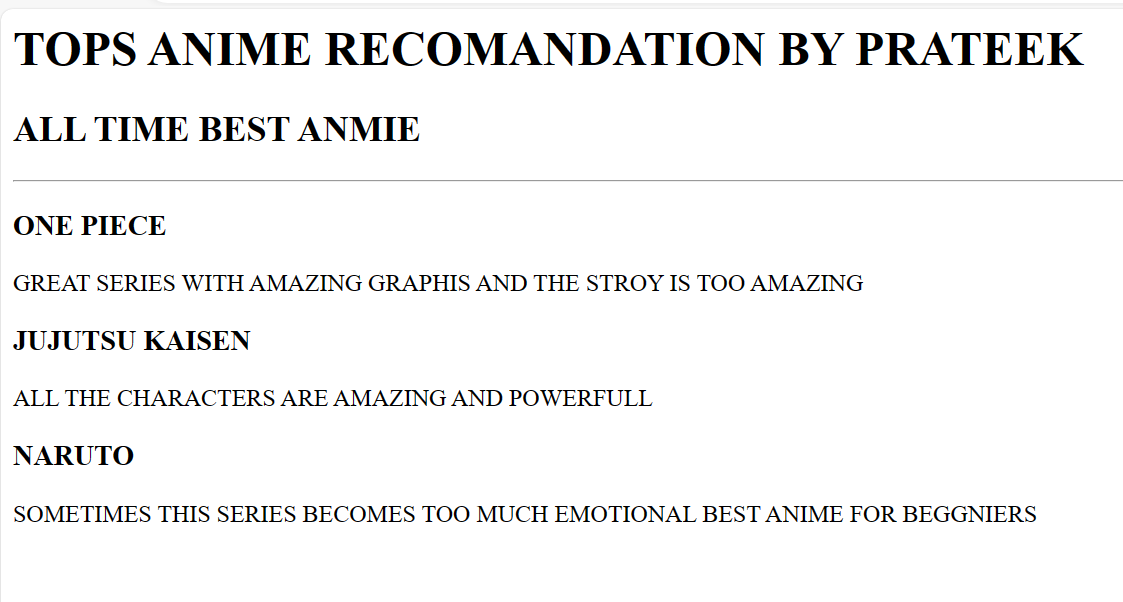 TOPS ANIME RECOMANDATION BY PRATEEK
ALL TIME BEST ANMIE
ONE PIECE
GREAT SERIES WITH AMAZING GRAPHIS AND THE STROY IS TOO AMAZING
JUJUTSU KAISEN
ALL THE CHARACTERS ARE AMAZING AND POWERFULL
NARUTO
SOMETIMES THIS SERIES BECOMES TOO MUCH EMOTIONAL BEST ANIME FOR BEGGNIERS